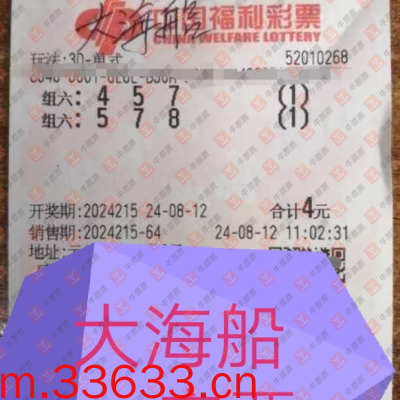 大海船
中国福利彩票
CHINA WELFARE LOTTERY
玩法:3D-单式 52010268
组六: 4 5 7 (1)
组六: 5 7 8 (1)
开奖期:2024215 24-08-12 合计4元
销售期:2024215-64 24-08-12 11:02:31
地址:
大海船
m.33633.cn